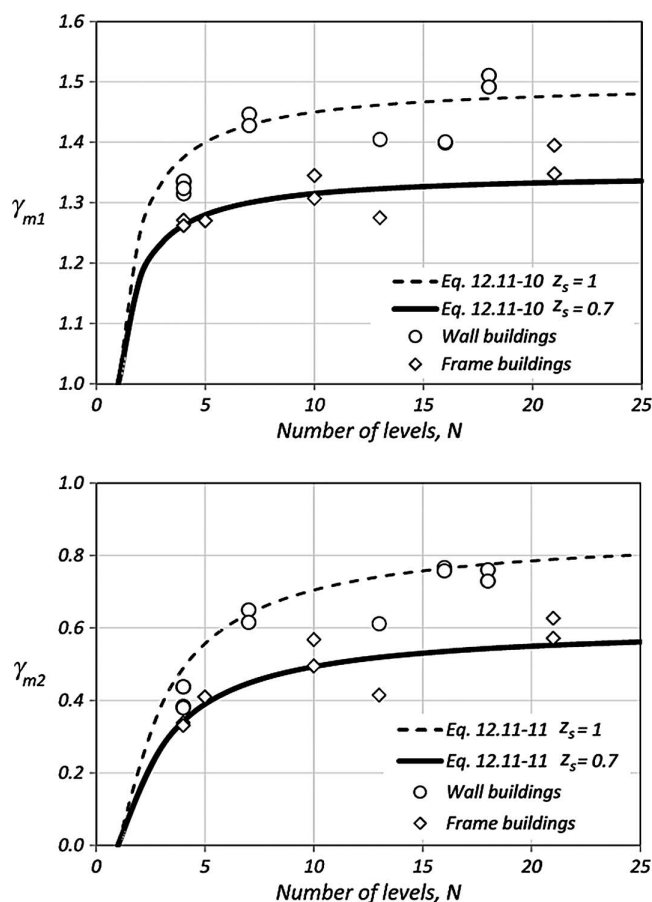 1.6
1.5
1.4
1.3
1.2
1.1
1.0
γm1
Eq. 12.11-10 zs = 1
Eq. 12.11-10 zs = 0.7
Wall buildings
Frame buildings
0 5 10 15 20 25
Number of levels, N
1.0
0.8
0.6
0.4
0.2
0.0
γm2
Eq. 12.11-11 zs = 1
Eq. 12.11-11 zs = 0.7
Wall buildings
Frame buildings
0 5 10 15 20 25
Number of levels, N